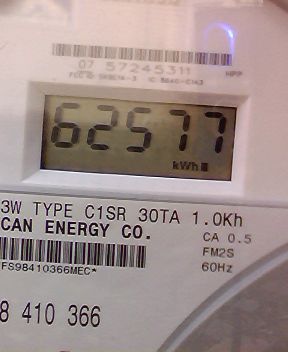 07 57245311 HPP
62577
kWh
3W TYPE C1SR 30TA 1.0Kh
CAN ENERGY CO.
CA 0.5
FM2S
60Hz
FS98410366MEC*
8 410 366